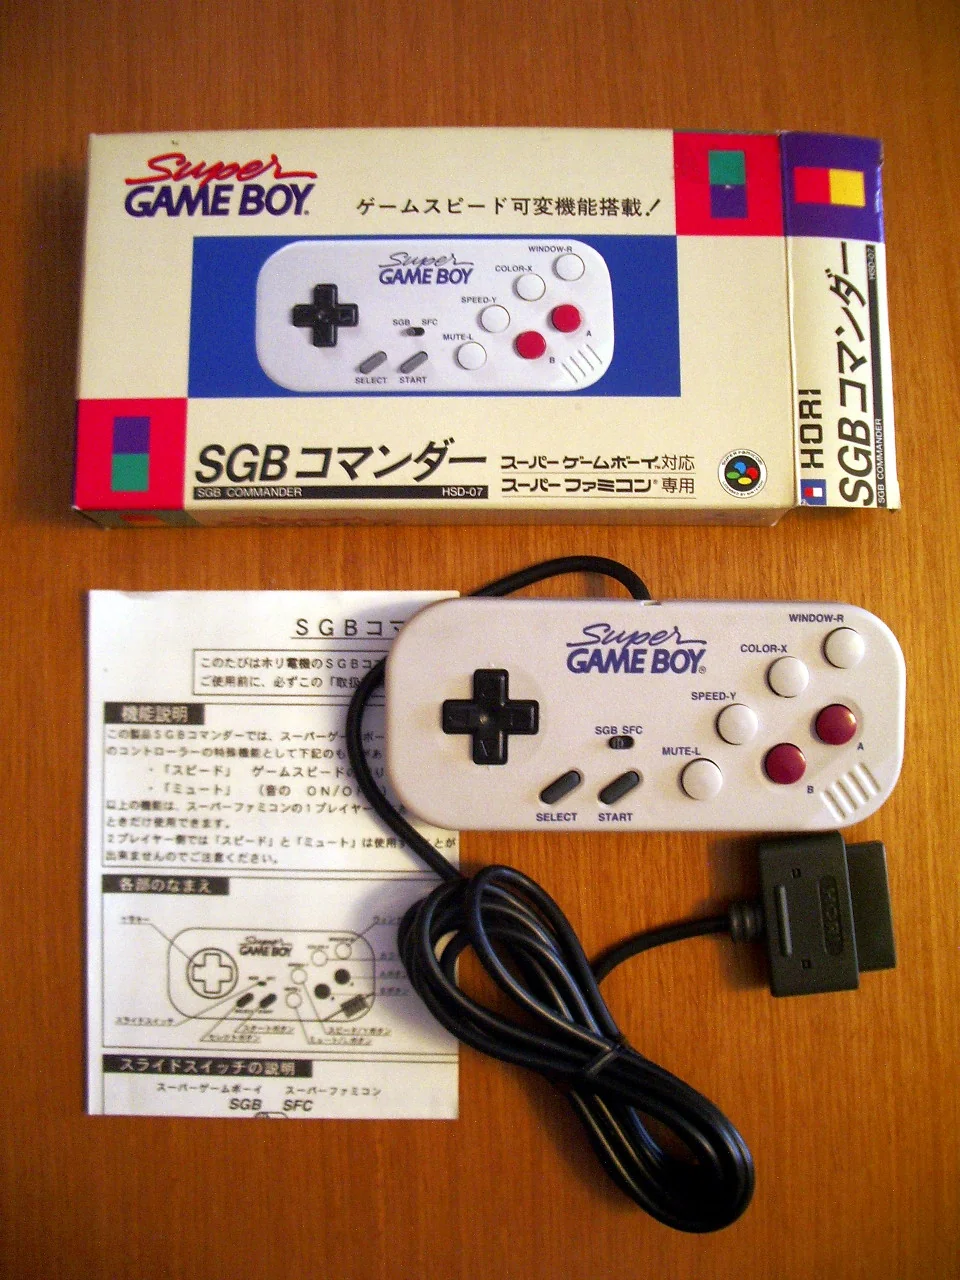 Super
GAME BOY®
ゲームスピード可変機能搭載!
Super
GAME BOY
WINDOW-R
COLOR-X
SPEED-Y
SGB SFC
MUTE-L
A
B
SELECT START
SGBコマンダー
SGB COMMANDER HSD-07
スーパーゲームボーイ™対応
スーパーファミコン®専用
HORI
SGBコマンダー
SGB COMMANDER
HSD-07
SGBコマ
このたびはホリ電機のSGBコ
ご使用前に、必ずこの「取扱
機能説明
この製品SGBコマンダーでは、スーパーゲ
のコントローラーの特殊機能として下記のも
・「スピード」 ゲームスピードの
・「ミュート」 (音の ON/OF
以上の機能は、スーパーファミコンの1プレイヤー
ときだけ使用できます。
2プレイヤー側では「スピード」と「ミュート」は使用す とが
出来ませんのでご注意ください。
各部のなまえ
Super
GAME BOY
スライドスイッチ
スタートボタン
セレクトボタン
スピード/Yボタン
ミュート/Lボタン
スライドスイッチの説明
スーパーゲームボーイ スーパーファミコン
SGB SFC
Super
GAME BOY®
WINDOW-R
COLOR-X
SPEED-Y
SGB SFC
MUTE-L
A
B
SELECT START
HORI